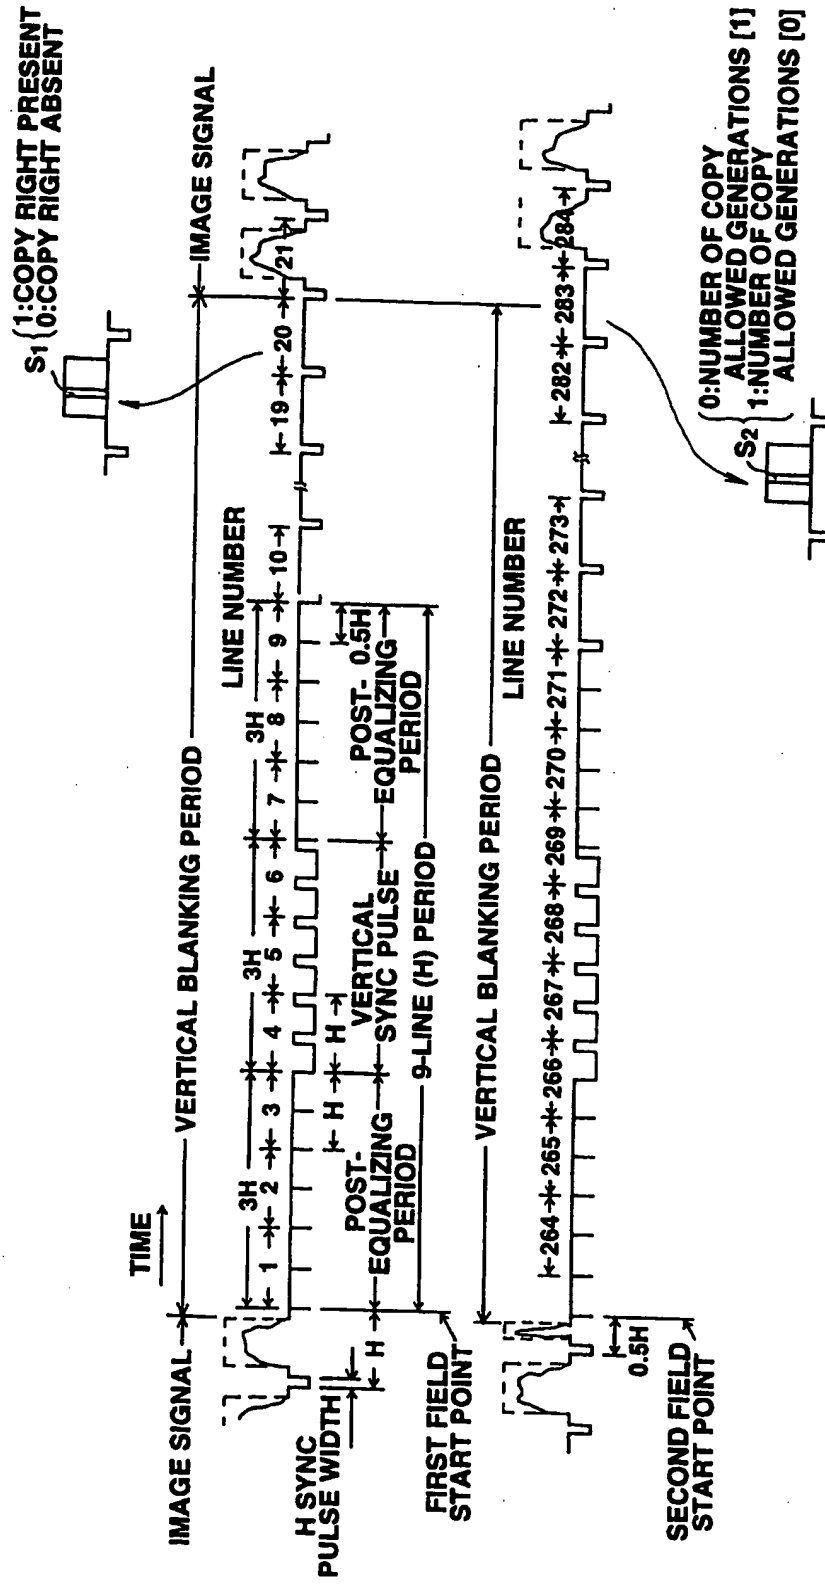 S1 { 1:COPY RIGHT PRESENT
0:COPY RIGHT ABSENT
TIME
IMAGE SIGNAL
VERTICAL BLANKING PERIOD
IMAGE SIGNAL
3H
3H
3H
LINE NUMBER
1
2
3
4
5
6
7
8
9
10
19
20
21
H SYNC
PULSE WIDTH
H
H
H
0.5H
POST-
EQUALIZING
PERIOD
VERTICAL
SYNC PULSE
POST-
EQUALIZING
PERIOD
9-LINE (H) PERIOD
FIRST FIELD
START POINT
VERTICAL BLANKING PERIOD
LINE NUMBER
264
265
266
267
268
269
270
271
272
273
282
283
284
0.5H
SECOND FIELD
START POINT
S2 { 0:NUMBER OF COPY
ALLOWED GENERATIONS [1]
1:NUMBER OF COPY
ALLOWED GENERATIONS [0]